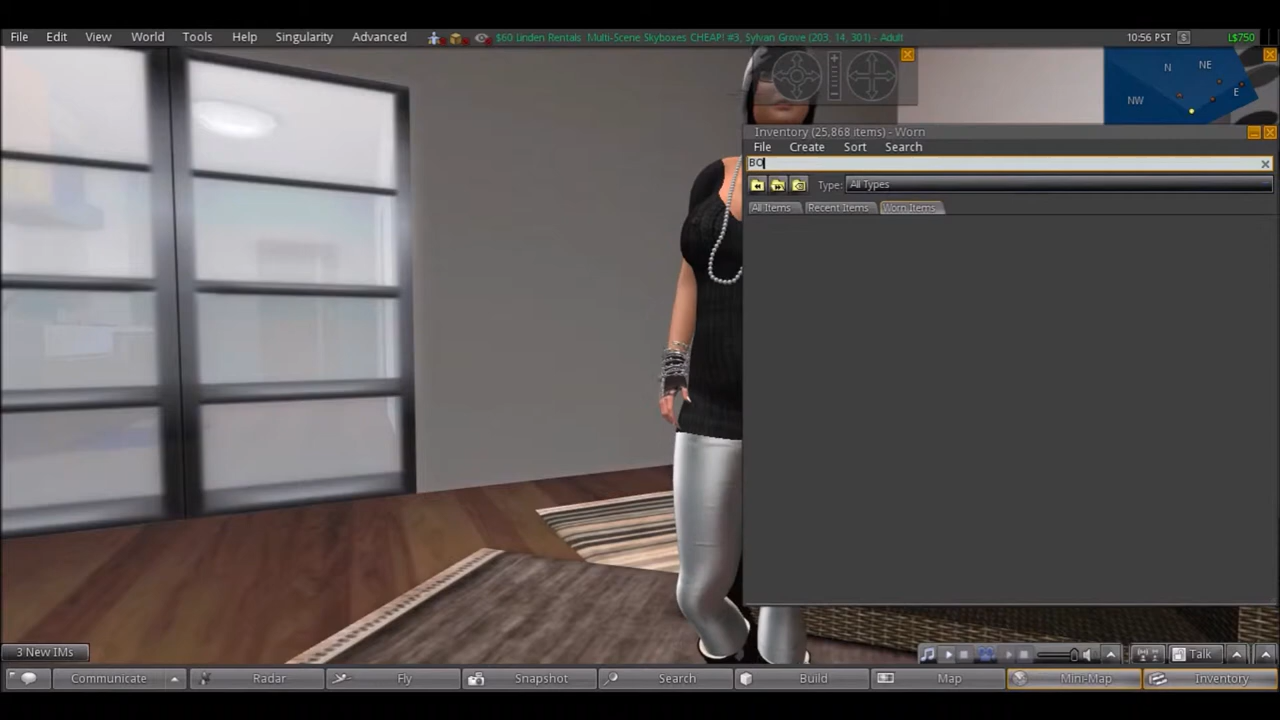 File Edit View World Tools Help Singularity Advanced $60 Linden Rentals Multi-Scene Skyboxes CHEAP! #3, Sylvan Grove (203, 14, 301) - Adult 10:56 PST $ L$750
N NE
NW E
Inventory (25,868 items) - Worn
File Create Sort Search
BO
Type: All Types
All Items Recent Items Worn Items
3 New IMs Talk
Communicate Radar Fly Snapshot Search Build Map Mini-Map Inventory